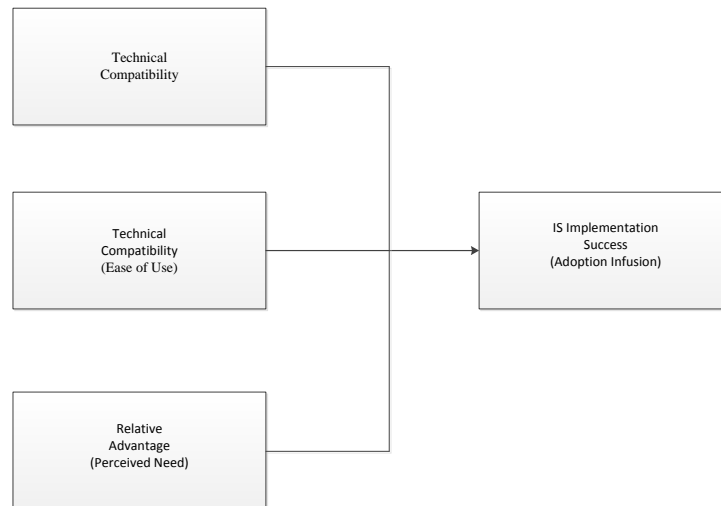 Technical
Compatibility
Technical
Compatibility
(Ease of Use)
IS Implementation
Success
(Adoption Infusion)
Relative
Advantage
(Perceived Need)